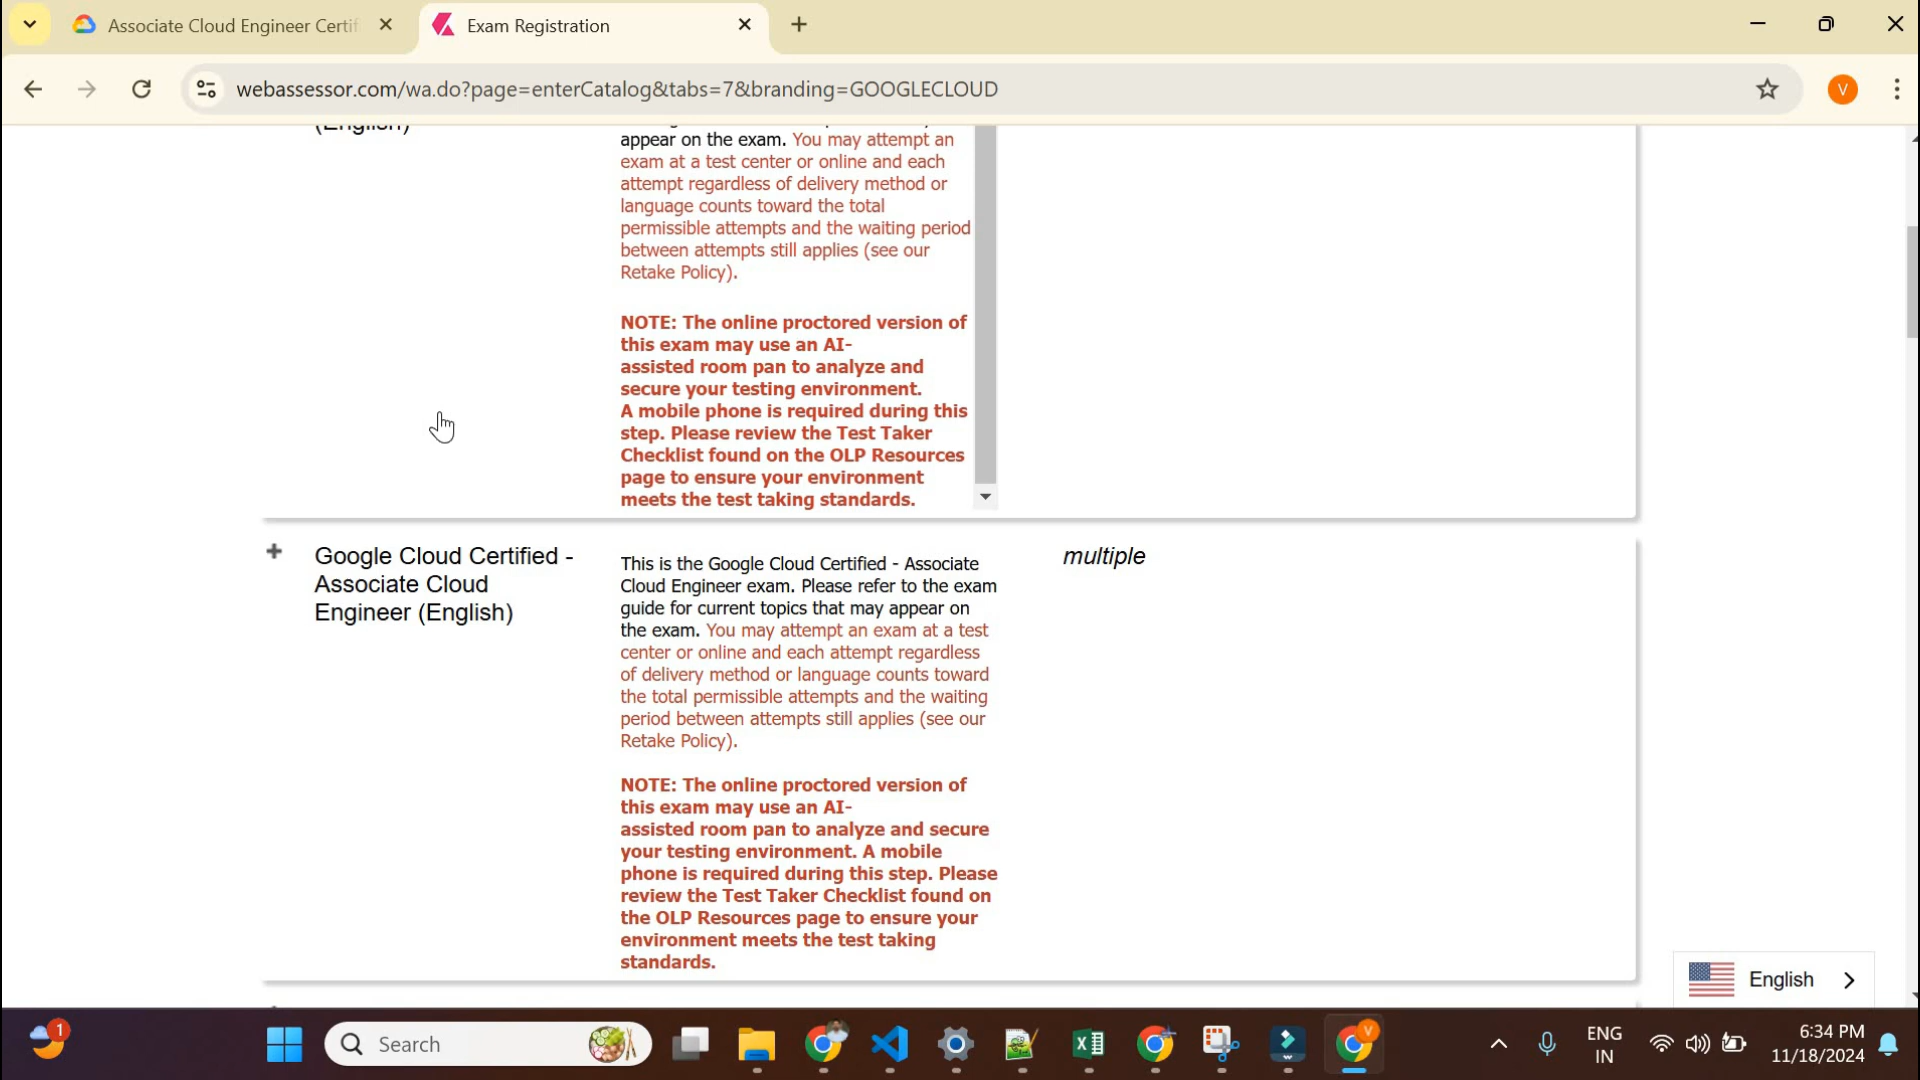 Associate Cloud Engineer Certifi
Exam Registration
webassessor.com/wa.do?page=enterCatalog&tabs=7&branding=GOOGLECLOUD
V
(English)
appear on the exam. You may attempt an
exam at a test center or online and each
attempt regardless of delivery method or
language counts toward the total
permissible attempts and the waiting period
between attempts still applies (see our
Retake Policy).
NOTE: The online proctored version of
this exam may use an AI-
assisted room pan to analyze and
secure your testing environment.
A mobile phone is required during this
step. Please review the Test Taker
Checklist found on the OLP Resources
page to ensure your environment
meets the test taking standards.
Google Cloud Certified -
Associate Cloud
Engineer (English)
This is the Google Cloud Certified - Associate
Cloud Engineer exam. Please refer to the exam
guide for current topics that may appear on
the exam. You may attempt an exam at a test
center or online and each attempt regardless
of delivery method or language counts toward
the total permissible attempts and the waiting
period between attempts still applies (see our
Retake Policy).
NOTE: The online proctored version of
this exam may use an AI-
assisted room pan to analyze and secure
your testing environment. A mobile
phone is required during this step. Please
review the Test Taker Checklist found on
the OLP Resources page to ensure your
environment meets the test taking
standards.
multiple
English
1
Search
V
ENG
IN
6:34 PM
11/18/2024